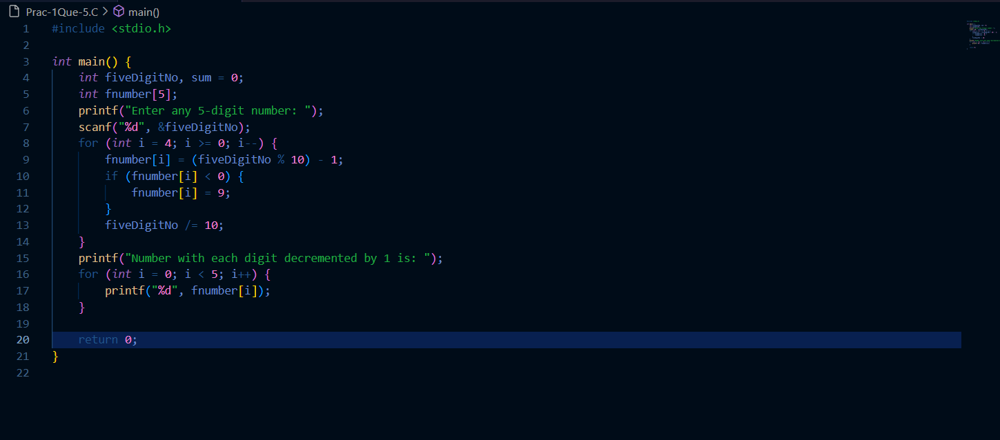 Prac-1Que-5.C > main()
1 #include <stdio.h>
2
3 int main() {
4     int fiveDigitNo, sum = 0;
5     int fnumber[5];
6     printf("Enter any 5-digit number: ");
7     scanf("%d", &fiveDigitNo);
8     for (int i = 4; i >= 0; i--) {
9         fnumber[i] = (fiveDigitNo % 10) - 1;
10         if (fnumber[i] < 0) {
11             fnumber[i] = 9;
12         }
13         fiveDigitNo /= 10;
14     }
15     printf("Number with each digit decremented by 1 is: ");
16     for (int i = 0; i < 5; i++) {
17         printf("%d", fnumber[i]);
18     }
19
20     return 0;
21 }
22